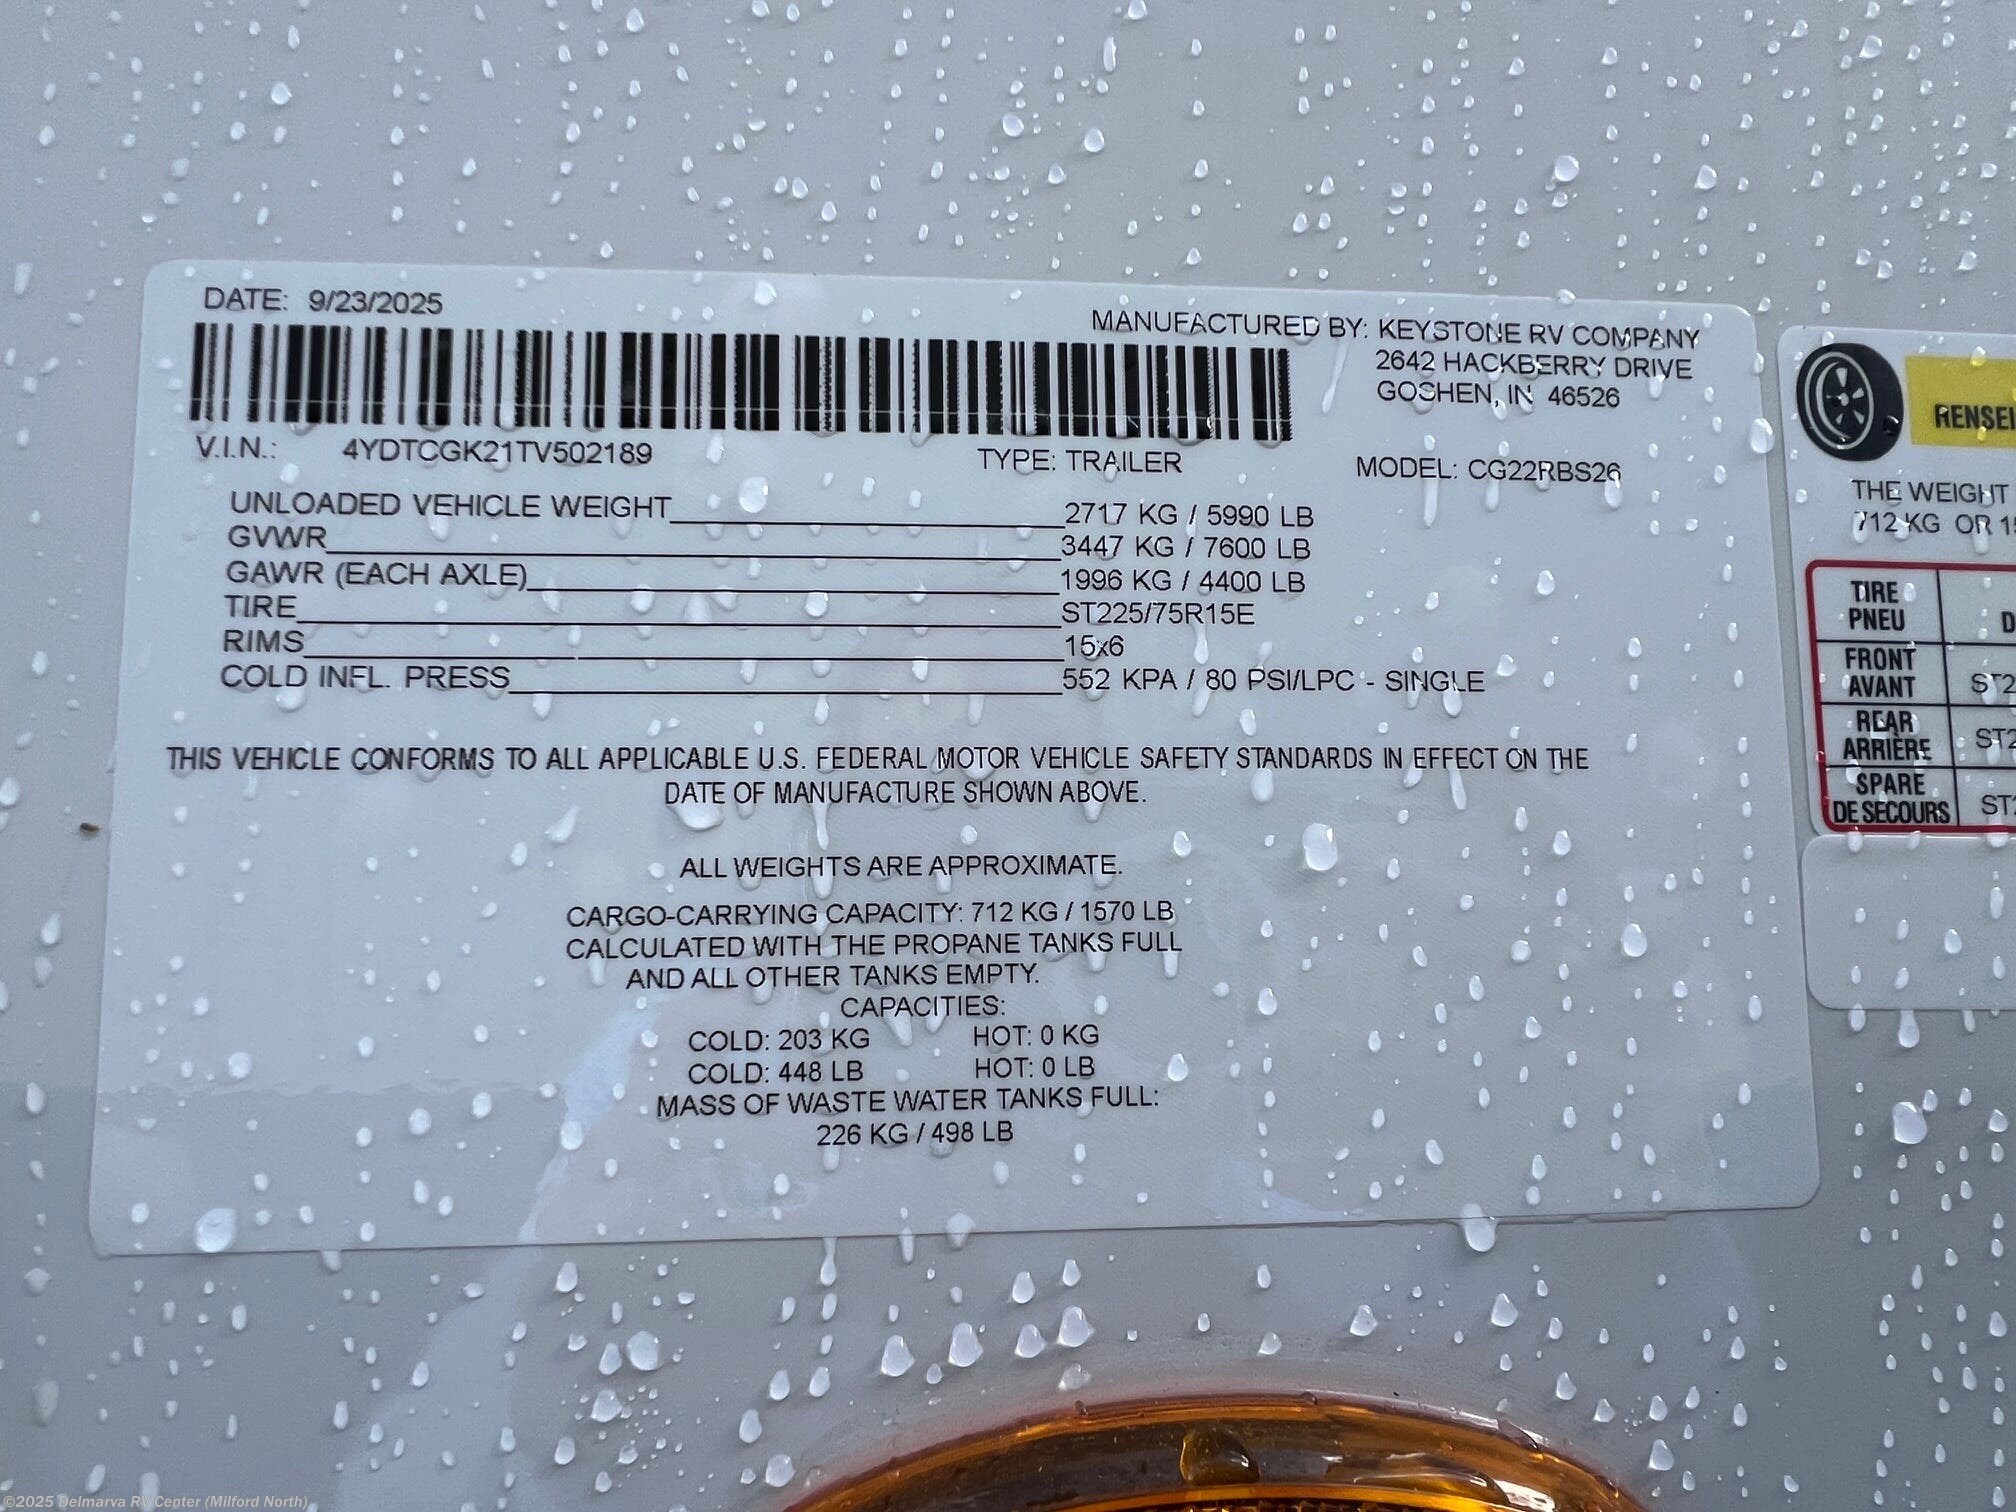 DATE: 9/23/2025
MANUFACTURED BY: KEYSTONE RV COMPANY
2642 HACKBERRY DRIVE
GOSHEN, IN 46526
V.I.N.: 4YDTCGK21TV502189
TYPE: TRAILER
MODEL: CG22RBS26
UNLOADED VEHICLE WEIGHT 2717 KG / 5990 LB
GVWR 3447 KG / 7600 LB
GAWR (EACH AXLE) 1996 KG / 4400 LB
TIRE ST225/75R15E
RIMS 15x6
COLD INFL. PRESS 552 KPA / 80 PSI/LPC - SINGLE
THIS VEHICLE CONFORMS TO ALL APPLICABLE U.S. FEDERAL MOTOR VEHICLE SAFETY STANDARDS IN EFFECT ON THE
DATE OF MANUFACTURE SHOWN ABOVE.
ALL WEIGHTS ARE APPROXIMATE.
CARGO-CARRYING CAPACITY: 712 KG / 1570 LB
CALCULATED WITH THE PROPANE TANKS FULL
AND ALL OTHER TANKS EMPTY.
CAPACITIES:
COLD: 203 KG HOT: 0 KG
COLD: 448 LB HOT: 0 LB
MASS OF WASTE WATER TANKS FULL:
226 KG / 498 LB
RENSEI
THE WEIGHT
712 KG OR 1
TIRE
PNEU
D
FRONT
AVANT
ST2
REAR
ARRIÈRE
ST2
SPARE
DE SECOURS
ST
©2025 Delmarva RV Center (Milford North)